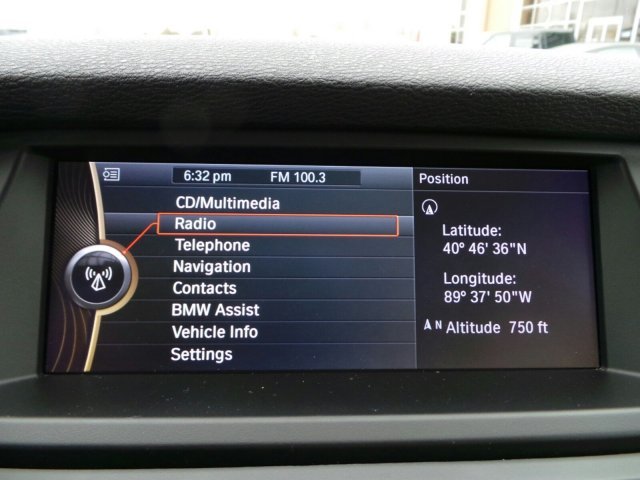 6:32 pm FM 100.3
CD/Multimedia
Radio
Telephone
Navigation
Contacts
BMW Assist
Vehicle Info
Settings
Position
Latitude:
40° 46' 36"N
Longitude:
89° 37' 50"W
N Altitude 750 ft